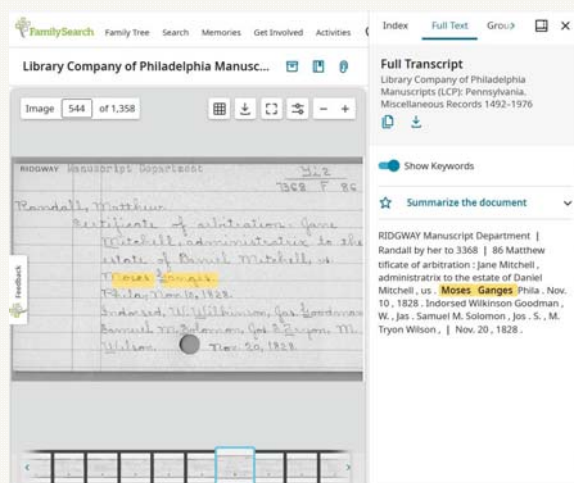 FamilySearch Family Tree Search Memories Get Involved Activities
Library Company of Philadelphia Manusc...
Image 544 of 1,358
RIDGWAY Manuscript Department
Yi2
7368 F 86
Randall, Matthew
Certificate of arbitration: Jane
Mitchell, administratrix to the
estate of Daniel Mitchell, vs.
Moses Ganges.
Phila., Nov. 10, 1828.
Indorsed, W. Wilkinson, Jas. Goodman
Samuel M. Solomon, Jos. S. Tryon, M.
Wilson. Nov. 20, 1828.
Feedback
Index Full Text Grou
Full Transcript
Library Company of Philadelphia
Manuscripts (LCP): Pennsylvania.
Miscellaneous Records 1492-1976
Show Keywords
Summarize the document
RIDGWAY Manuscript Department |
Randall by her to 3368 | 86 Matthew
tificate of arbitration : Jane Mitchell ,
administratrix to the estate of Daniel
Mitchell , us . Moses Ganges Phila . Nov.
10 , 1828 . Indorsed Wilkinson Goodman ,
W. , Jas . Samuel M. Solomon , Jos . S. , M.
Tryon Wilson , | Nov. 20 , 1828 .